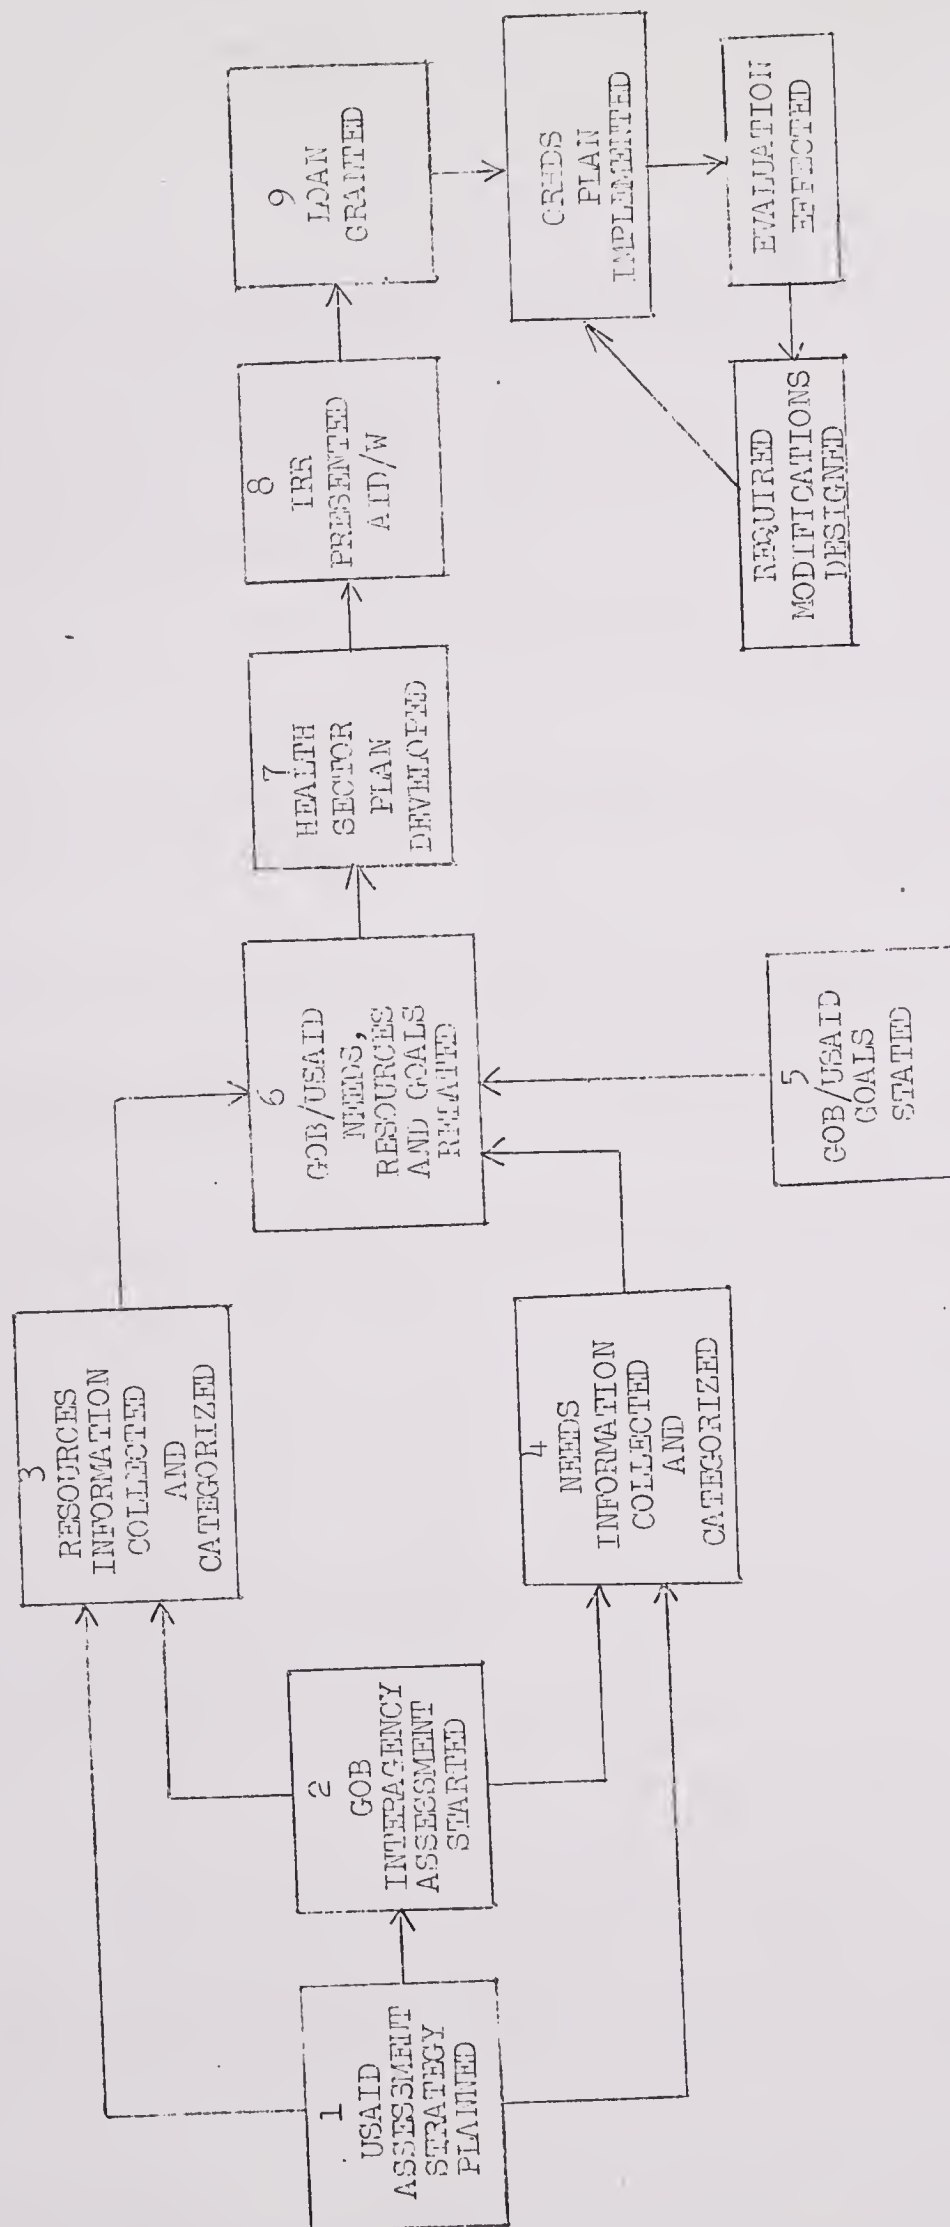 1
USAID
ASSESSMENT
STRATEGY
PLANNED
2
GOB
INTERAGENCY
ASSESSMENT
STARTED
3
RESOURCES
INFORMATION
COLLECTED
AND
CATEGORIZED
4
NEEDS
INFORMATION
COLLECTED
AND
CATEGORIZED
5
GOB/USAID
GOALS
STATED
6
GOB/USAID
NEEDS,
RESOURCES
AND GOALS
RELATED
7
HEALTH
SECTOR
PLAN
DEVELOPED
8
IRR
PRESENTED
AID/W
9
LOAN
GRANTED
CRHDS
PLAN
IMPLEMENTED
EVALUATION
EFFECTED
REQUIRED
MODIFICATIONS
DESIGNED